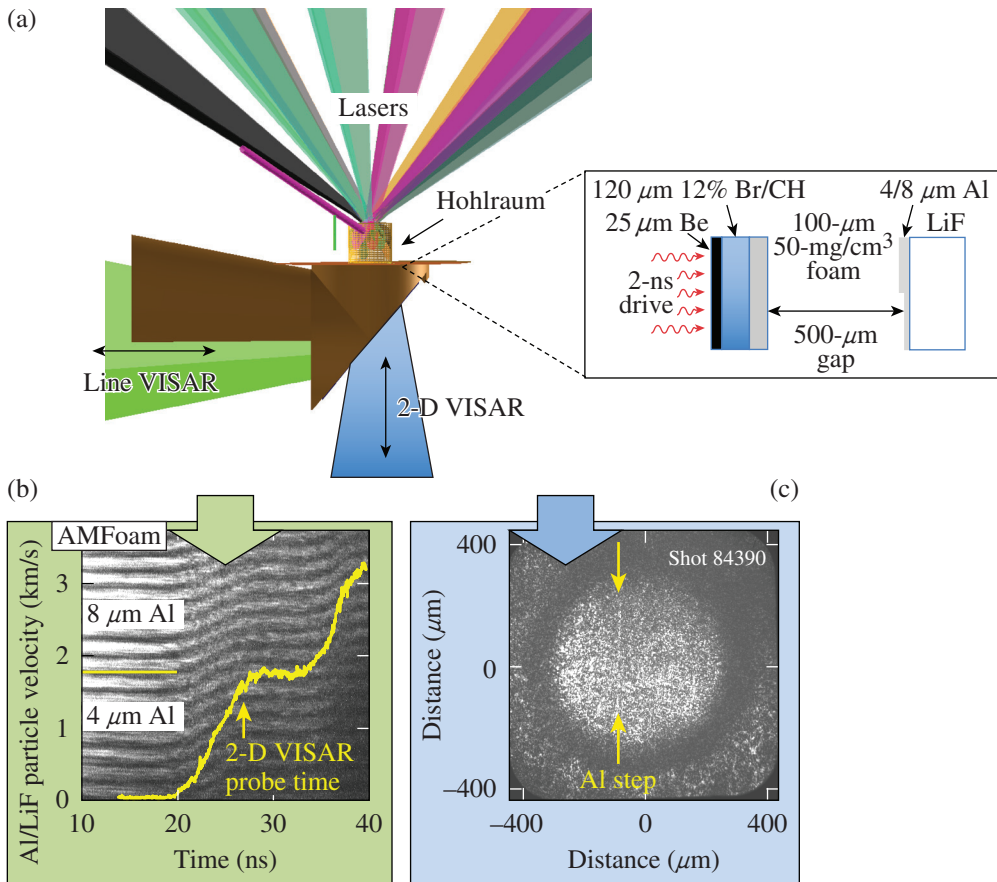 (a)
Lasers
Hohlraum
Line VISAR
2-D VISAR
120 μm 12% Br/CH
25 μm Be
2-ns
drive
100-μm
50-mg/cm³
foam
500-μm
gap
4/8 μm Al
LiF
(b)
AMFoam
Al/LiF particle velocity (km/s)
3
2
1
0
8 μm Al
4 μm Al
2-D VISAR
probe time
10 20 30 40
Time (ns)
(c)
Shot 84390
Distance (μm)
400
0
–400
Al step
–400 0 400
Distance (μm)